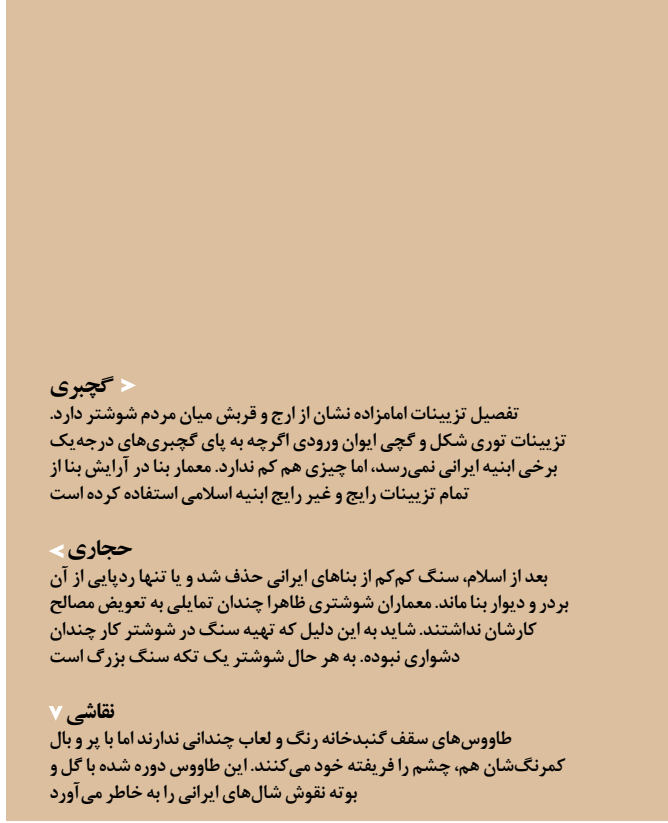 < گچبری
تفصیل تزیینات امامزاده نشان از ارج و قربش میان مردم شوشتر دارد.
تزیینات توری شکل و گچی ایوان ورودی اگرچه به پای گچبری‌های درجه‌یک
برخی ابنیه ایرانی نمی‌رسد، اما چیزی هم کم ندارد. معمار بنا در آرایش بنا از
تمام تزیینات رایج و غیر رایج ابنیه اسلامی استفاده کرده است
حجاری >
بعد از اسلام، سنگ کم‌کم از بناهای ایرانی حذف شد و یا تنها ردپایی از آن
بر در و دیوار بنا ماند. معماران شوشتری ظاهرا چندان تمایلی به تعویض مصالح
کارشان نداشتند. شاید به این دلیل که تهیه سنگ در شوشتر کار چندان
دشواری نبوده. به هر حال شوشتر یک تکه سنگ بزرگ است
نقاشی ٧
طاووس‌های سقف گنبدخانه رنگ و لعاب چندانی ندارند اما با پر و بال
کمرنگ‌شان هم، چشم را فریفته خود می‌کنند. این طاووس دوره شده با گل و
بوته نقوش شال‌های ایرانی را به خاطر می‌آورد